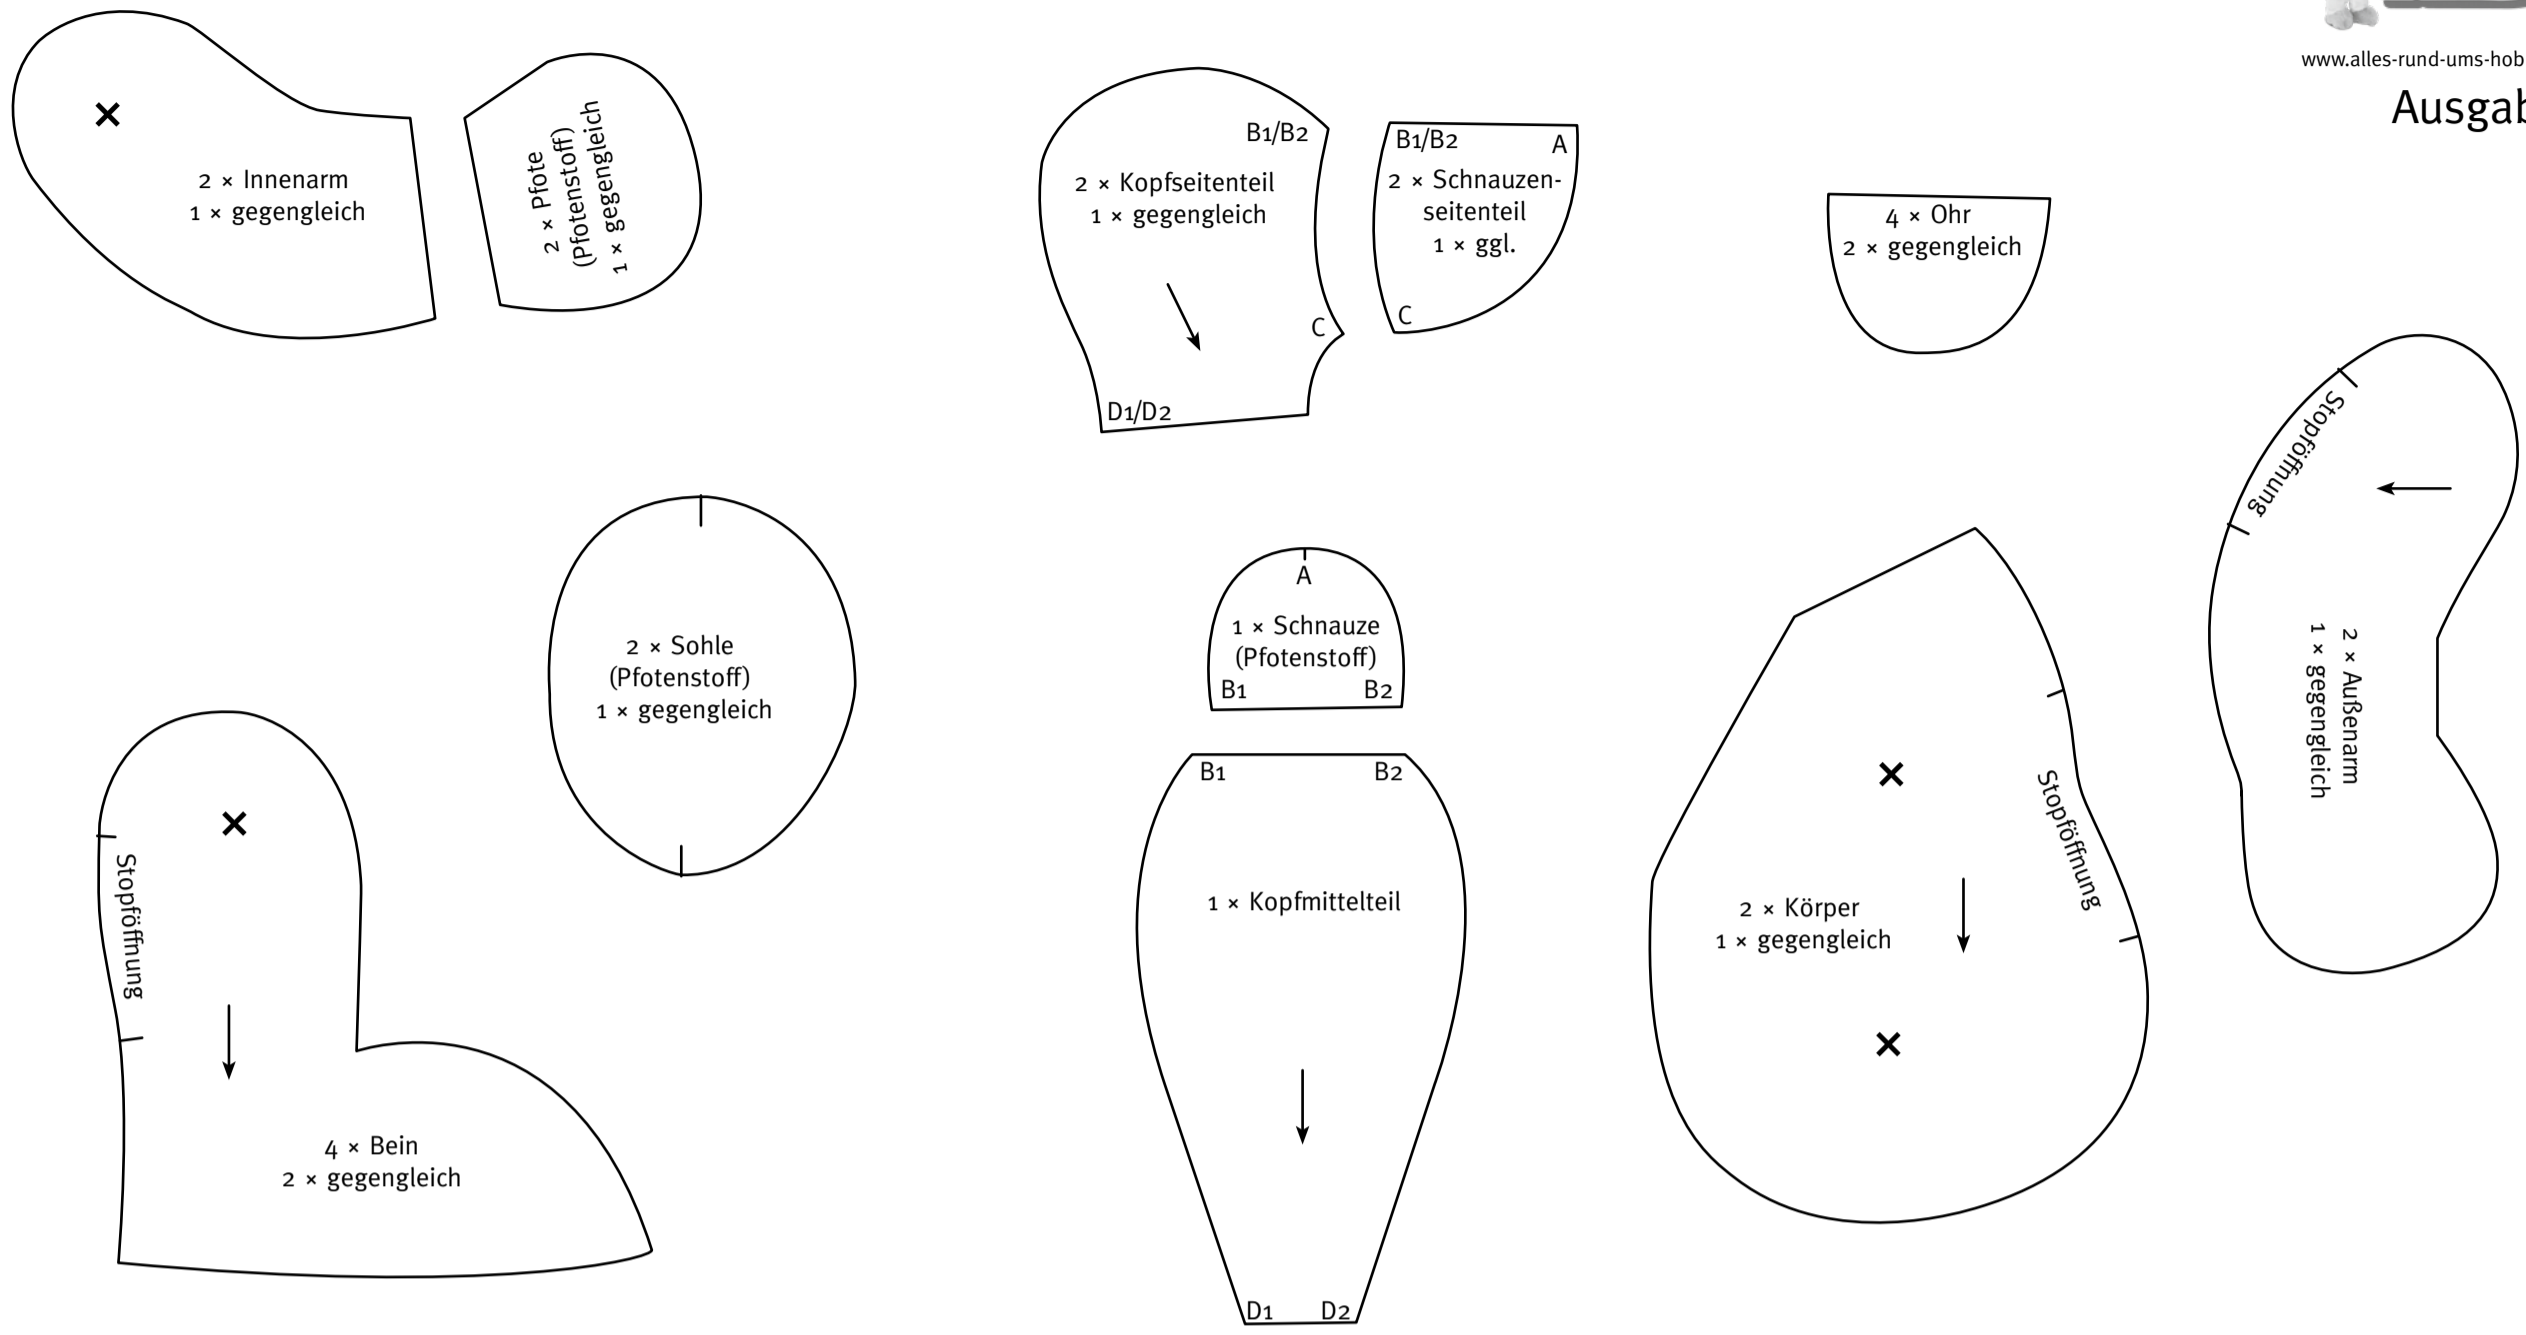 www.alles-rund-ums-hob
Ausgab
2 × Innenarm
1 × gegengleich
2 × Pfote
(Pfotenstoff)
1 × gegengleich
B1/B2
2 × Kopfseitenteil
1 × gegengleich
C
D1/D2
B1/B2
A
2 × Schnauzen-
seitenteil
1 × ggl.
C
4 × Ohr
2 × gegengleich
Stopföffnung
2 × Außenarm
1 × gegengleich
2 × Sohle
(Pfotenstoff)
1 × gegengleich
A
1 × Schnauze
(Pfotenstoff)
B1
B2
B1
B2
1 × Kopfmittelteil
D1
D2
Stopföffnung
2 × Körper
1 × gegengleich
Stopföffnung
4 × Bein
2 × gegengleich